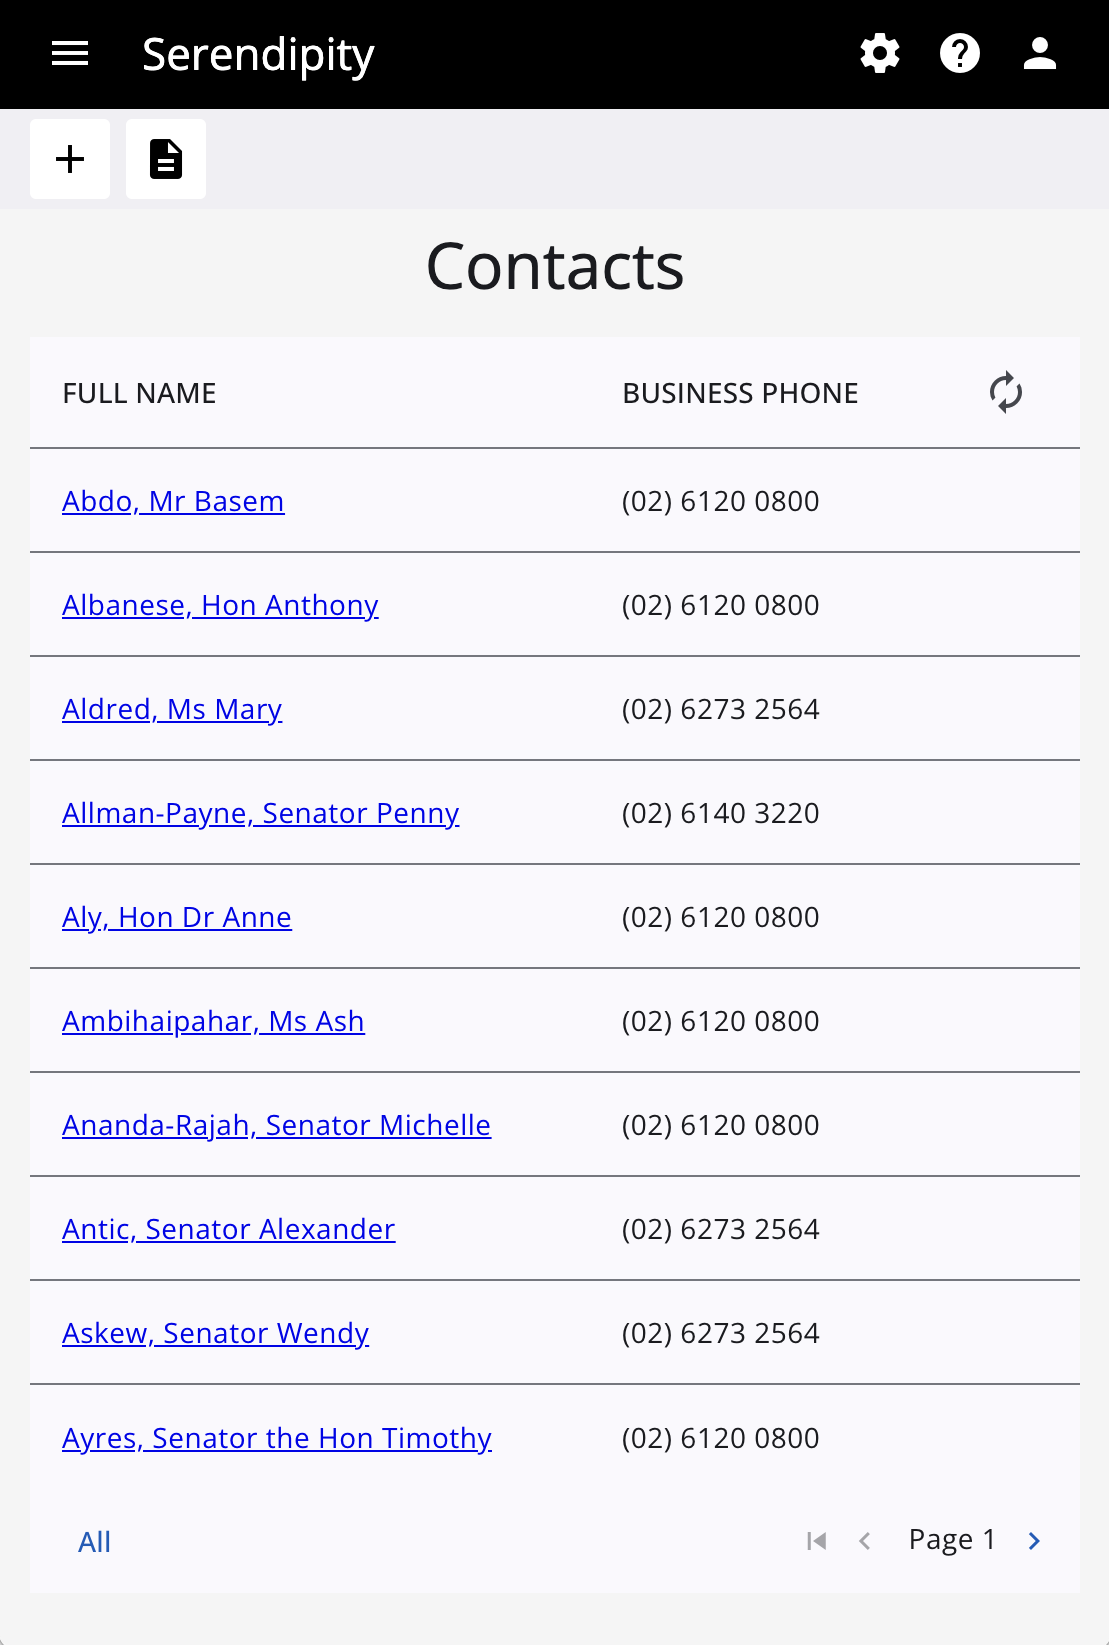 Serendipity
Contacts
FULL NAME BUSINESS PHONE
Abdo, Mr Basem (02) 6120 0800
Albanese, Hon Anthony (02) 6120 0800
Aldred, Ms Mary (02) 6273 2564
Allman-Payne, Senator Penny (02) 6140 3220
Aly, Hon Dr Anne (02) 6120 0800
Ambihaipahar, Ms Ash (02) 6120 0800
Ananda-Rajah, Senator Michelle (02) 6120 0800
Antic, Senator Alexander (02) 6273 2564
Askew, Senator Wendy (02) 6273 2564
Ayres, Senator the Hon Timothy (02) 6120 0800
All Page 1